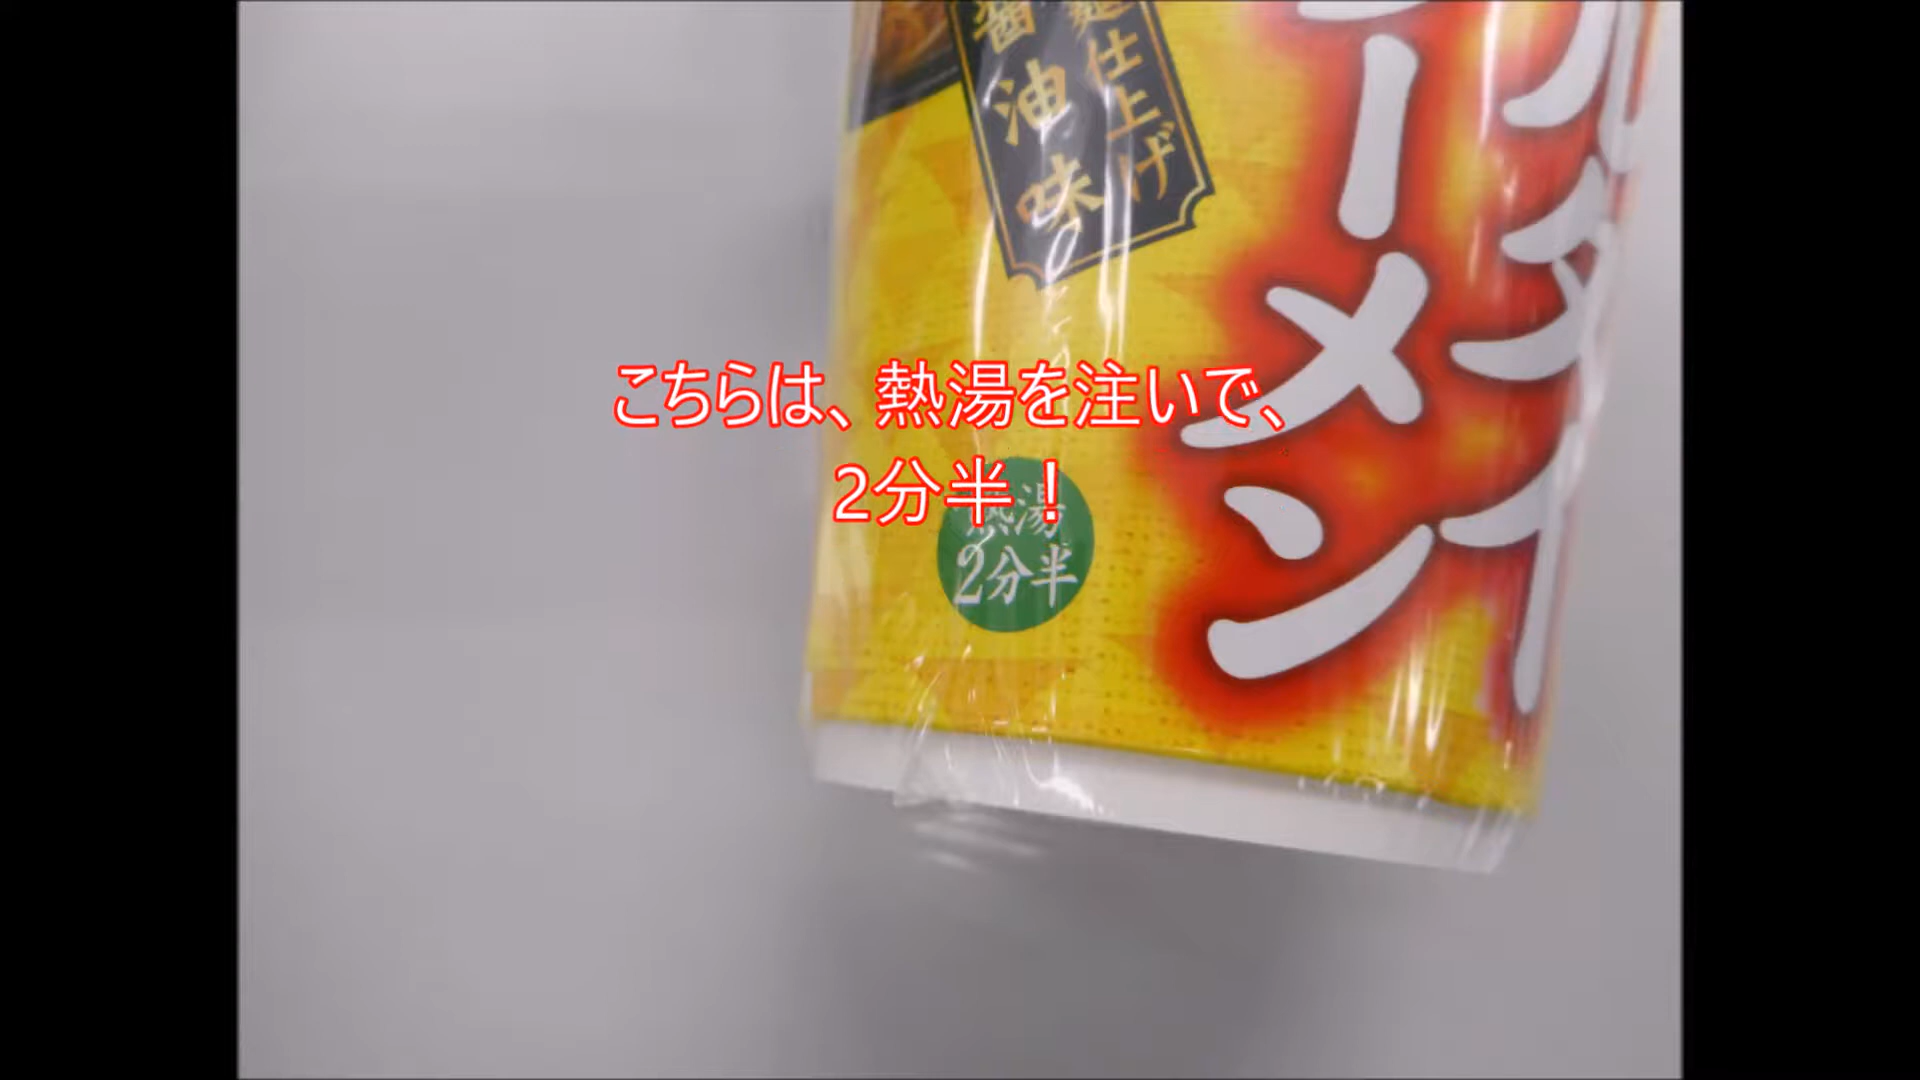 麺仕上げ
醤油味
ーメン
こちらは、熱湯を注いで、
2分半！
熱湯
2分半